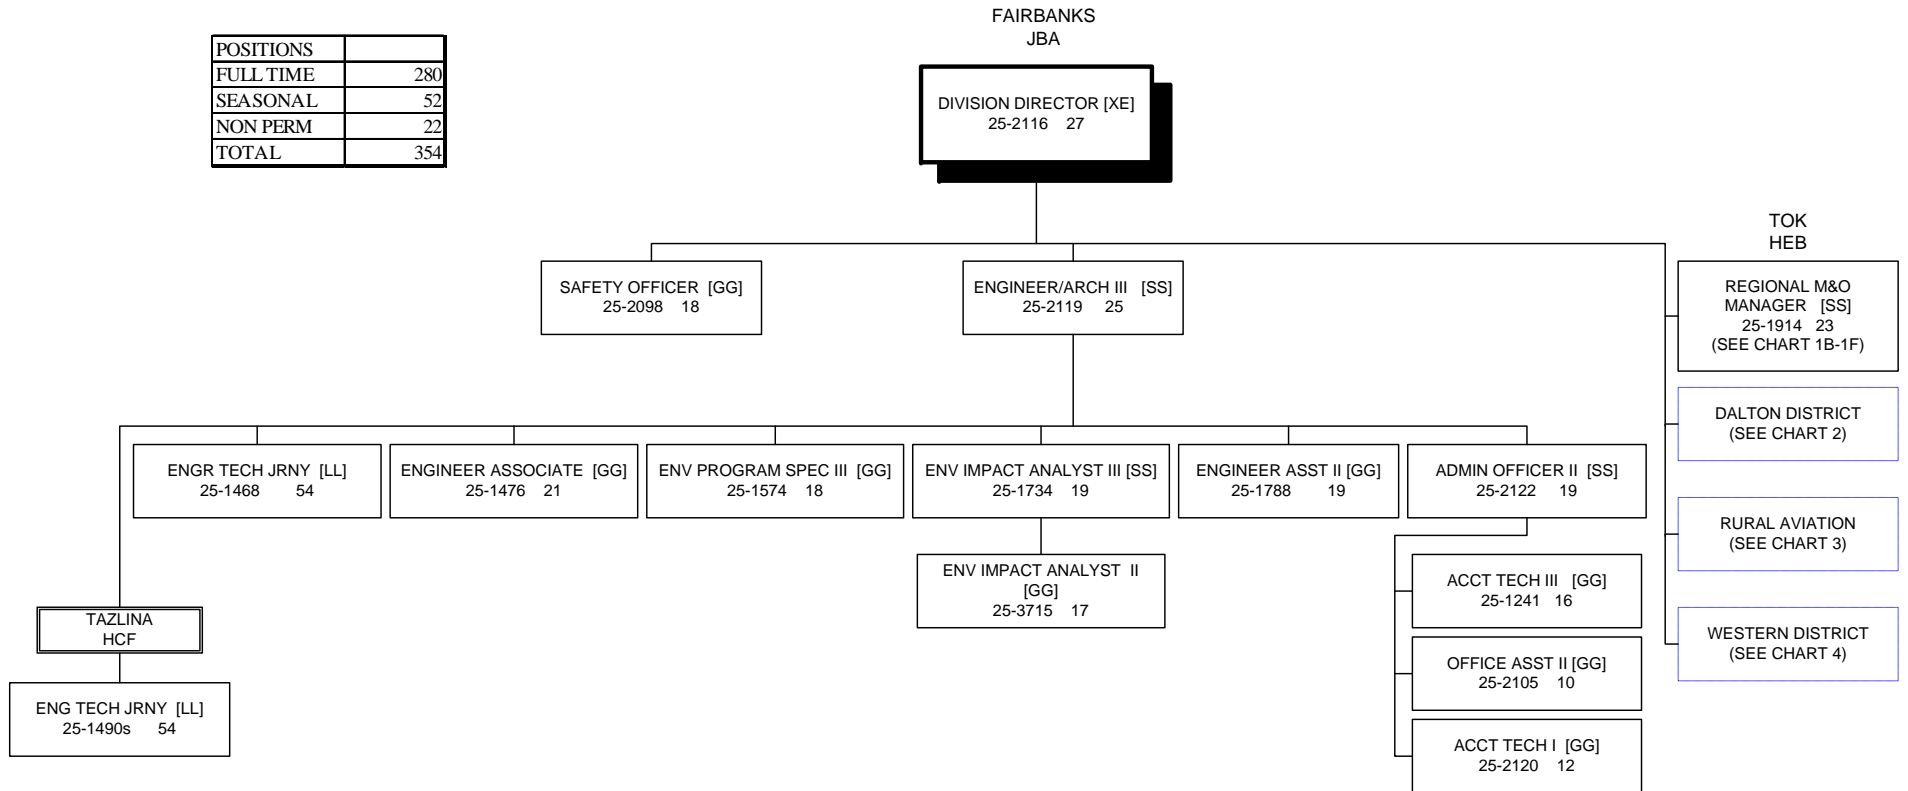 FAIRBANKS
JBA
POSITIONS
FULL TIME 280
SEASONAL 52
NON PERM 22
TOTAL 354
DIVISION DIRECTOR [XE]
25-2116 27
TOK
HEB
SAFETY OFFICER [GG]
25-2098 18
ENGINEER/ARCH III [SS]
25-2119 25
REGIONAL M&O
MANAGER [SS]
25-1914 23
(SEE CHART 1B-1F)
DALTON DISTRICT
(SEE CHART 2)
RURAL AVIATION
(SEE CHART 3)
WESTERN DISTRICT
(SEE CHART 4)
ENGR TECH JRNY [LL]
25-1468 54
ENGINEER ASSOCIATE [GG]
25-1476 21
ENV PROGRAM SPEC III [GG]
25-1574 18
ENV IMPACT ANALYST III [SS]
25-1734 19
ENGINEER ASST II [GG]
25-1788 19
ADMIN OFFICER II [SS]
25-2122 19
ENV IMPACT ANALYST II
[GG]
25-3715 17
ACCT TECH III [GG]
25-1241 16
OFFICE ASST II [GG]
25-2105 10
ACCT TECH I [GG]
25-2120 12
TAZLINA
HCF
ENG TECH JRNY [LL]
25-1490s 54